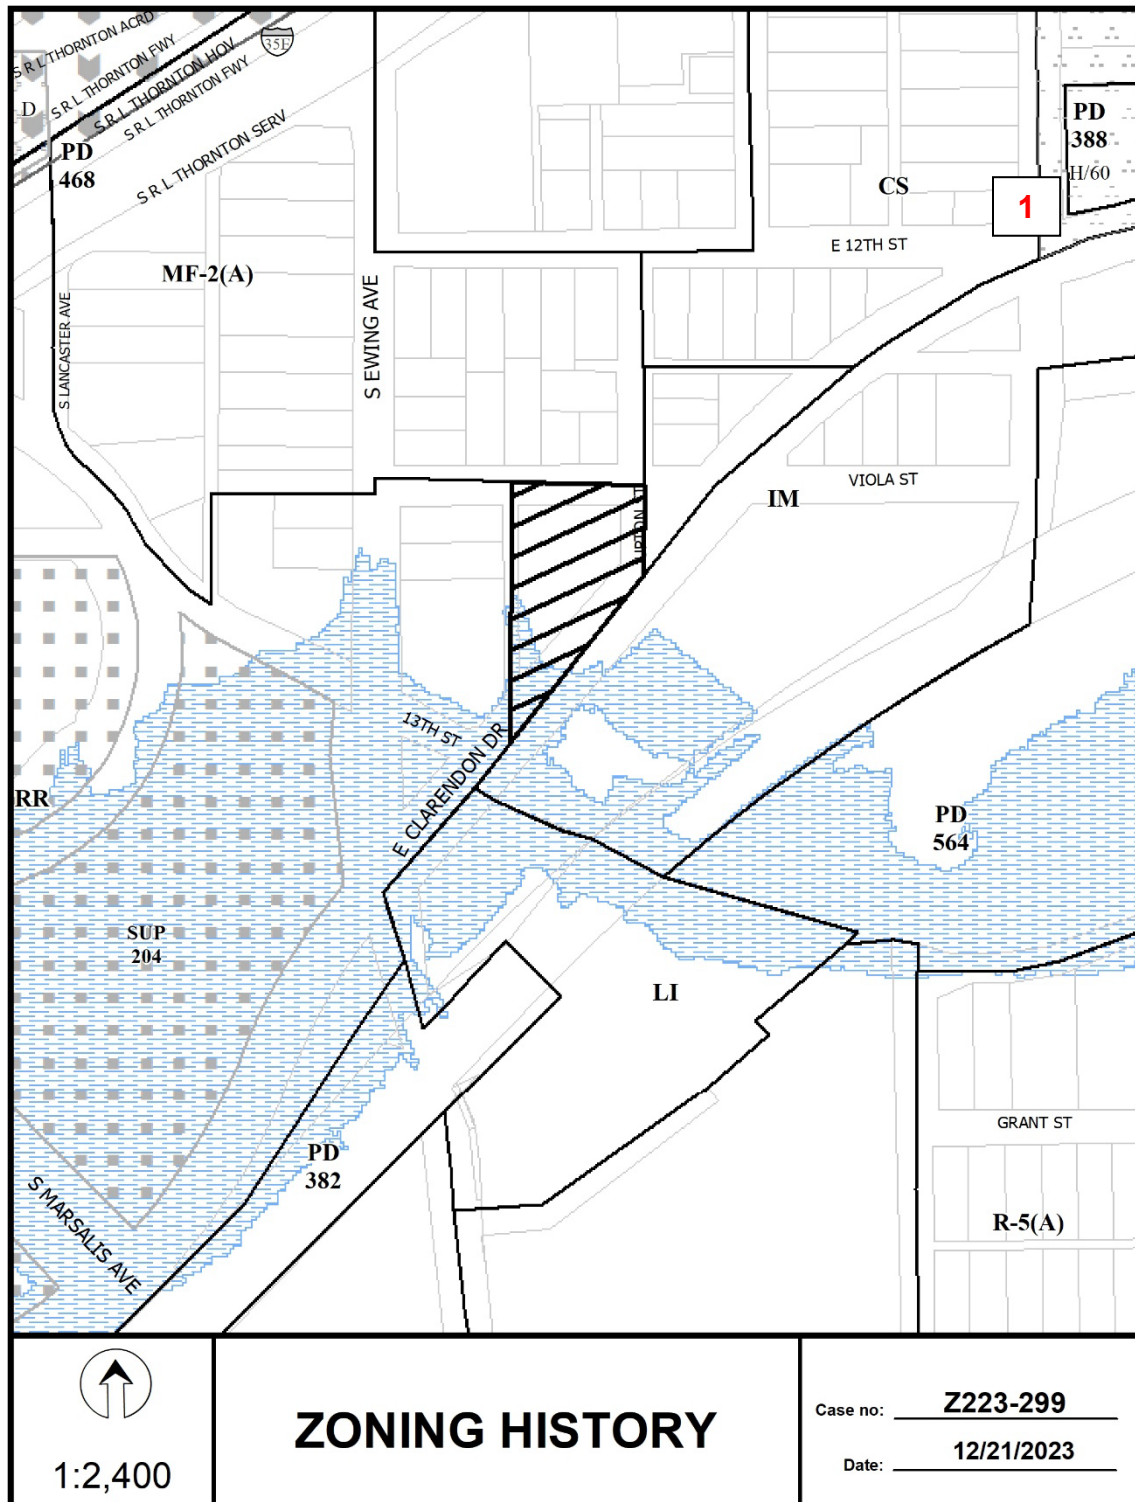 S R L THORNTON ACRD
S R L THORNTON FWY
S R L THORNTON HOV
S R L THORNTON FWY
35E
S R L THORNTON SERV
D
PD
468
PD
388
H/60
CS
1
E 12TH ST
MF-2(A)
S LANCASTER AVE
S EWING AVE
VIOLA ST
IM
13TH ST
E CLARENDON DR
RR
PD
564
SUP
204
LI
GRANT ST
PD
382
S MARSALIS AVE
R-5(A)
1:2,400
ZONING HISTORY
Case no: Z223-299
Date: 12/21/2023